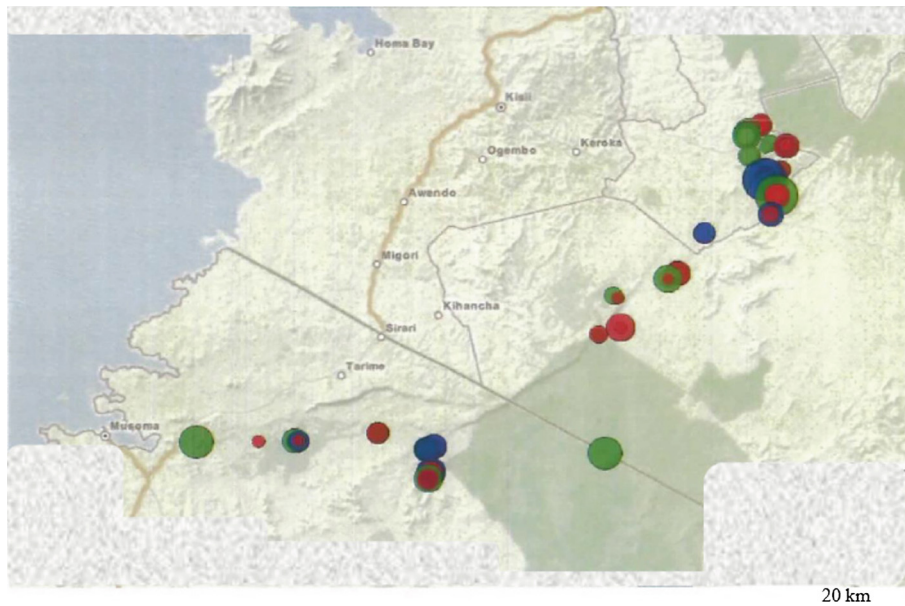 Homa Bay
Kisii
Ogembo
Keroka
Awendo
Migori
Kihancha
Sirari
Tarime
Musoma
20 km